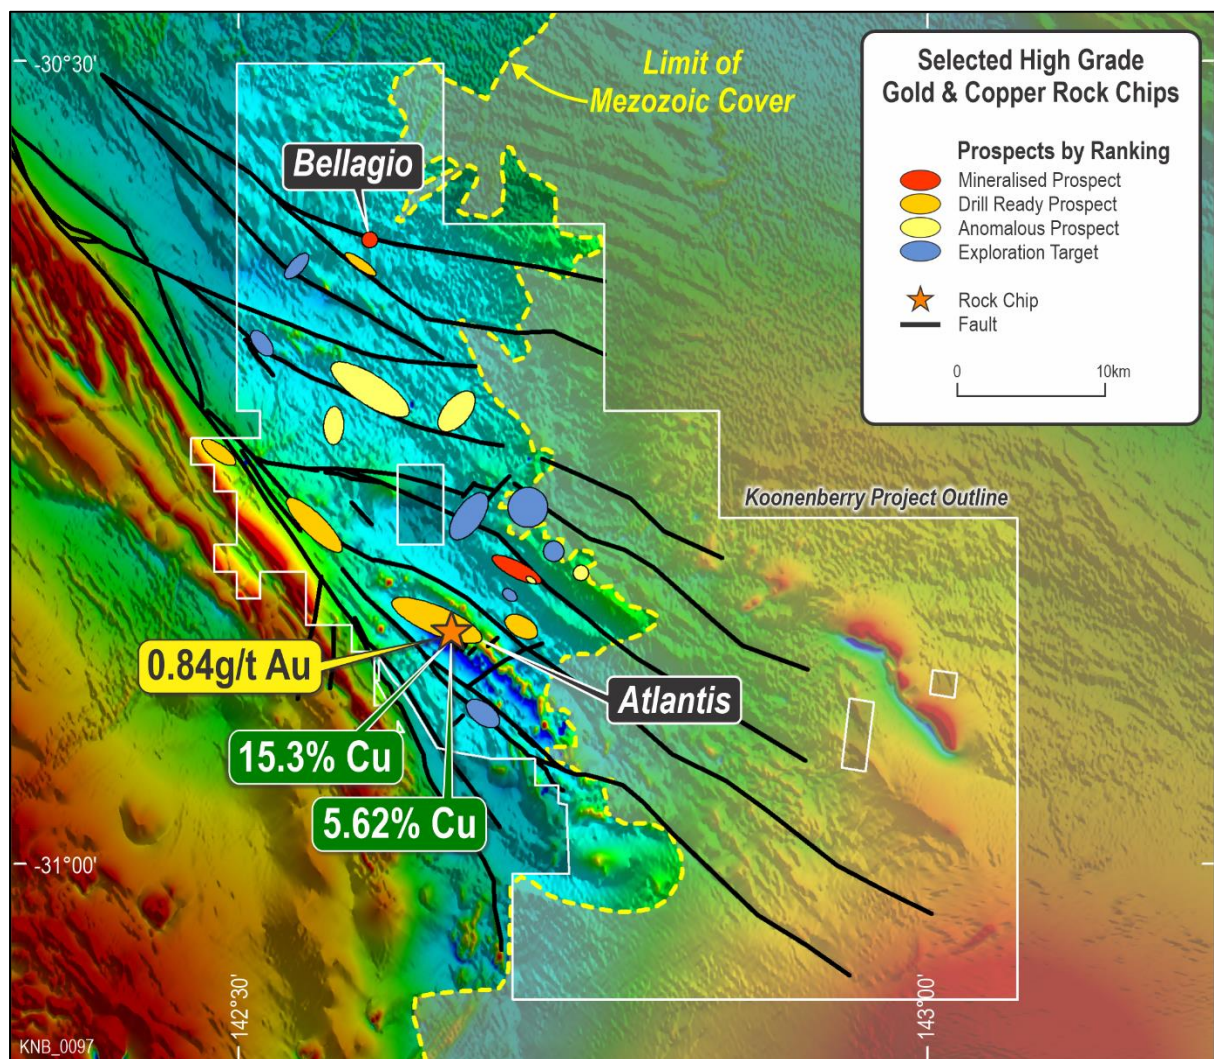 -30°30'
Limit of
Mezozoic Cover
Selected High Grade
Gold & Copper Rock Chips
Prospects by Ranking
Mineralised Prospect
Drill Ready Prospect
Anomalous Prospect
Exploration Target
Rock Chip
Fault
0 10km
Bellagio
Koonenberry Project Outline
0.84g/t Au
Atlantis
15.3% Cu
5.62% Cu
-31°00'
142°30'
143°00'
KNB_0097